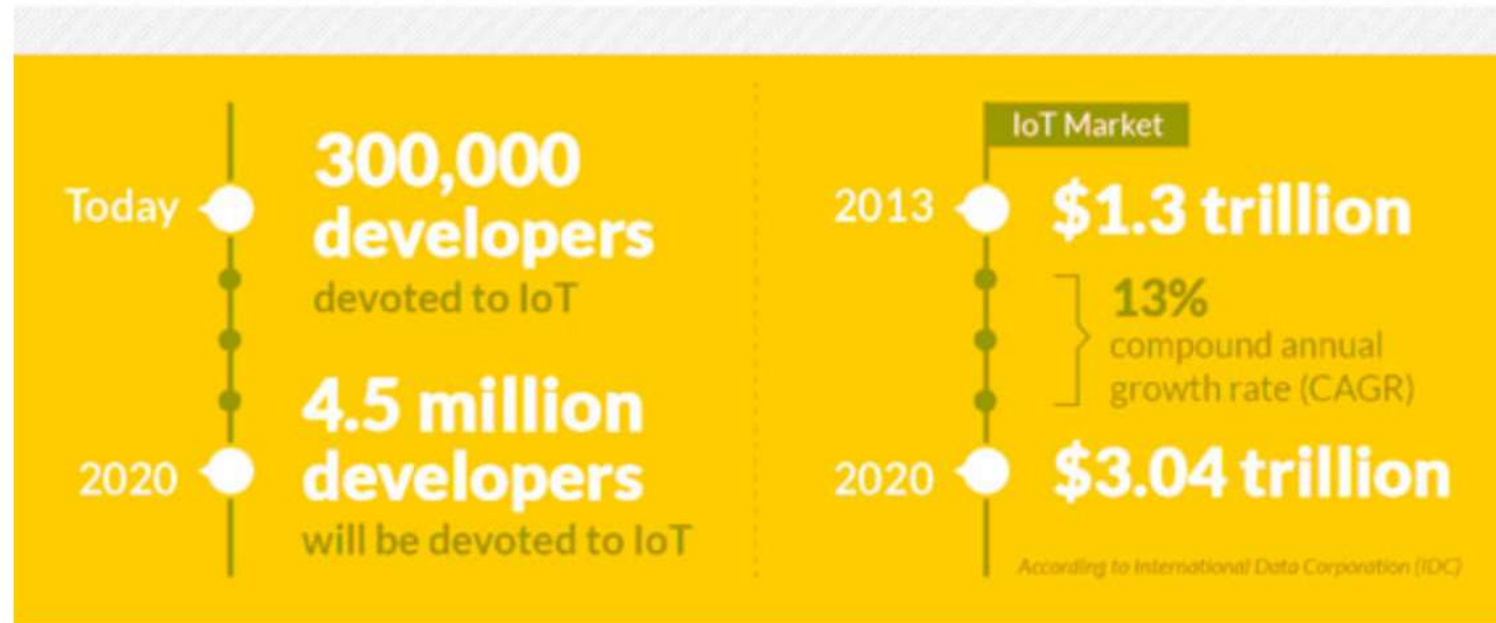 Today
300,000
developers
devoted to IoT
2020
4.5 million
developers
will be devoted to IoT
IoT Market
2013
$1.3 trillion
13%
compound annual
growth rate (CAGR)
2020
$3.04 trillion
According to International Data Corporation (IDC)